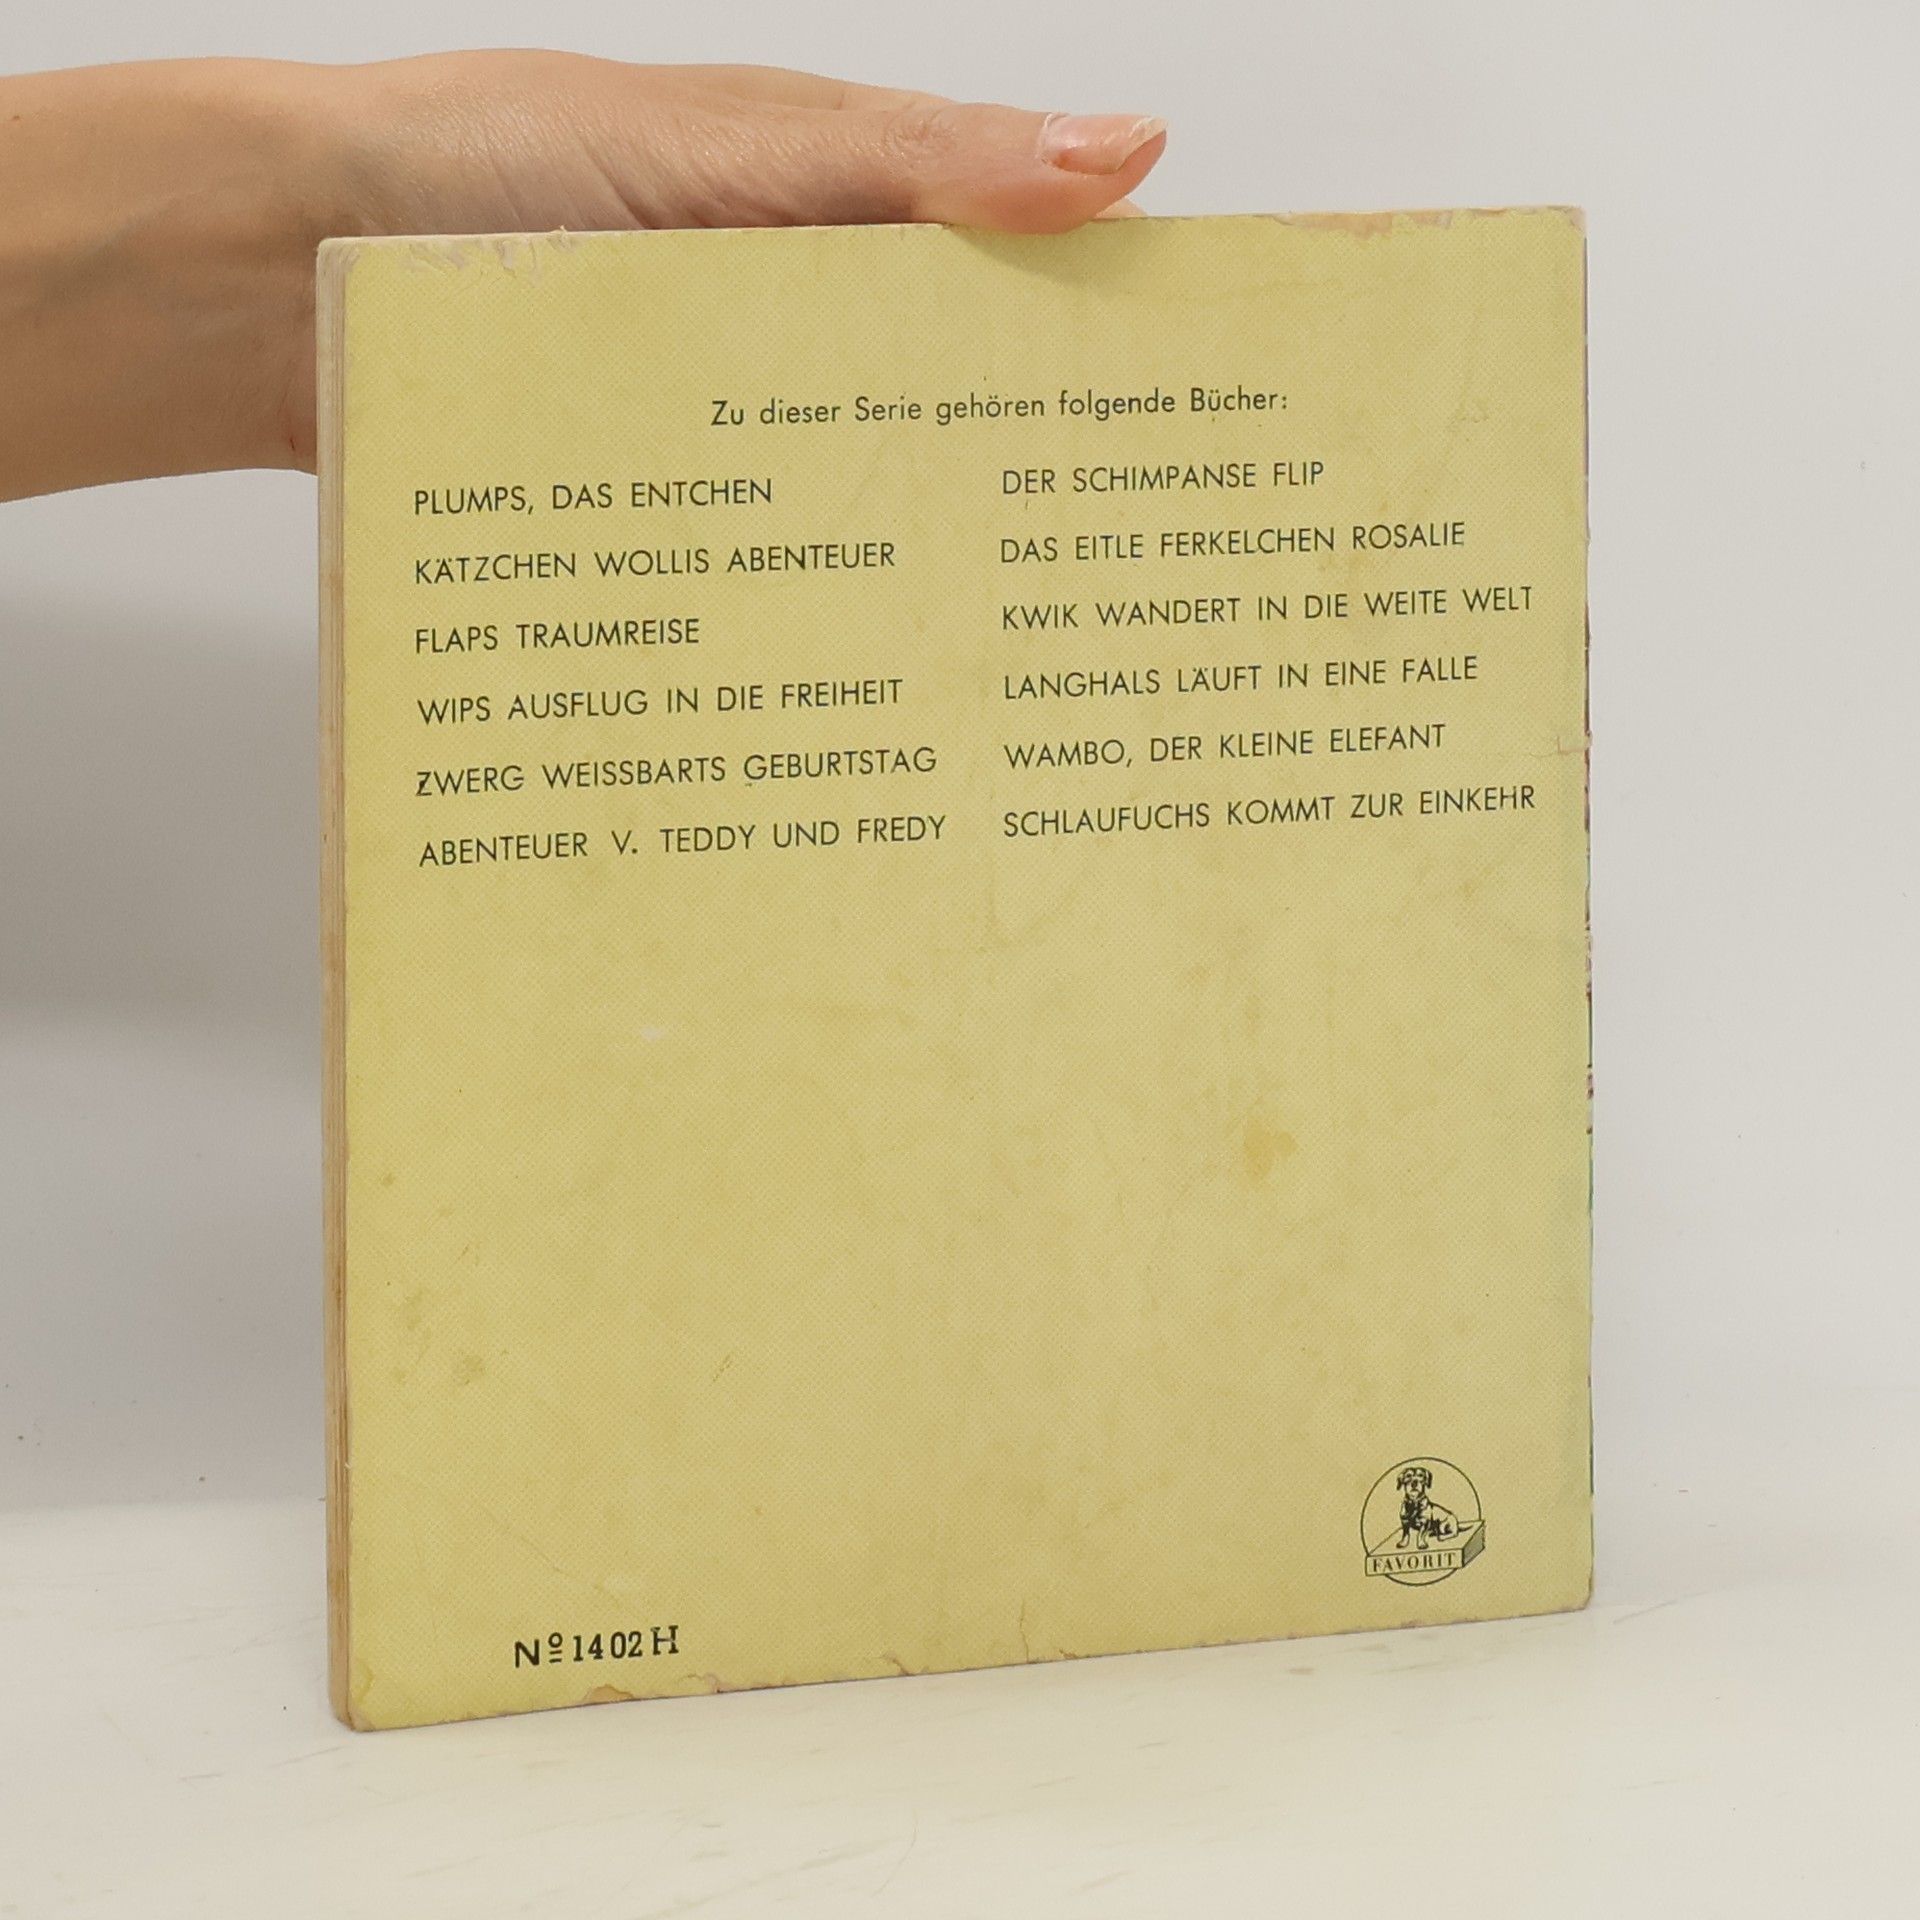 Zu dieser Serie gehören folgende Bücher:
PLUMPS, DAS ENTCHEN
KÄTZCHEN WOLLIS ABENTEUER
FLAPS TRAUMREISE
WIPS AUSFLUG IN DIE FREIHEIT
ZWERG WEISSBARTS GEBURTSTAG
ABENTEUER V. TEDDY UND FREDY
DER SCHIMPANSE FLIP
DAS EITLE FERKELCHEN ROSALIE
KWIK WANDERT IN DIE WEITE WELT
LANGHALS LÄUFT IN EINE FALLE
WAMBO, DER KLEINE ELEFANT
SCHLAUFUCHS KOMMT ZUR EINKEHR
FAVORIT
Nº 1402 H